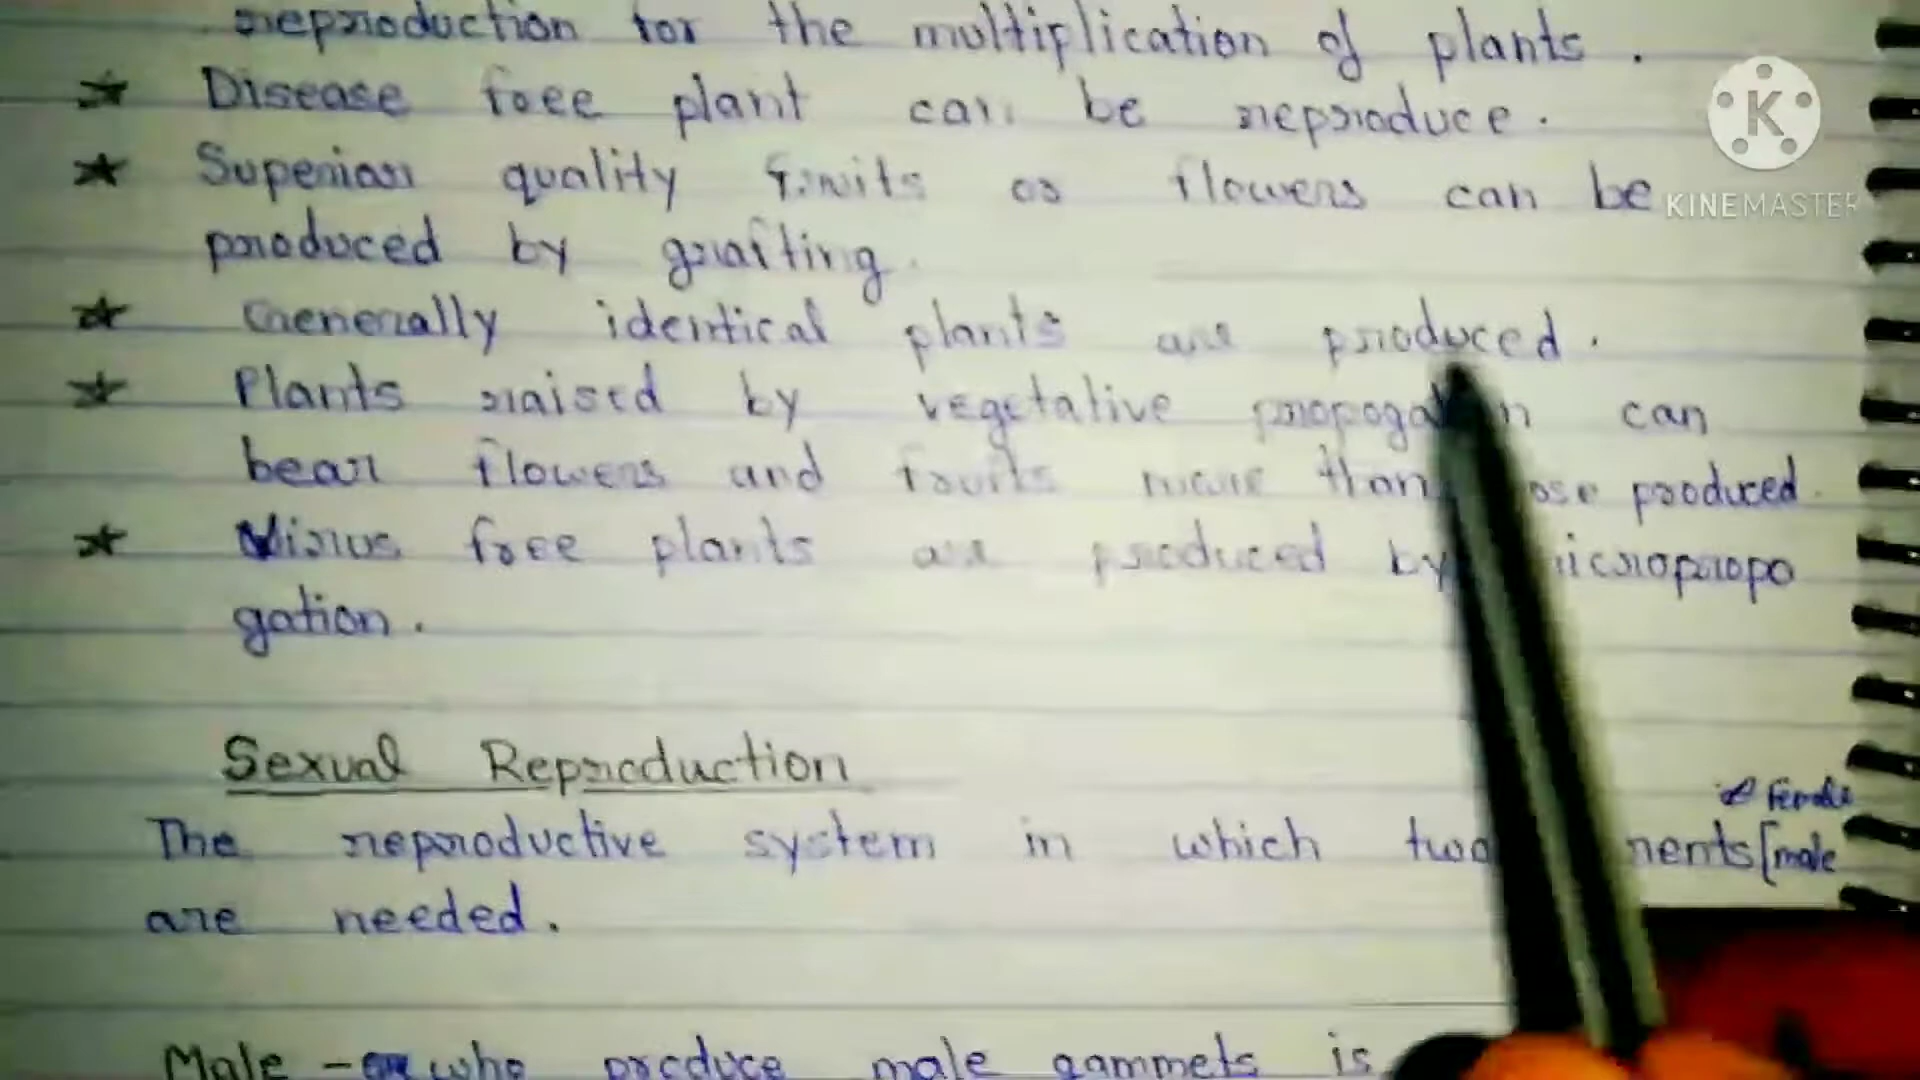 reproduction for the multiplication of plants.
★ Disease free plant can be reproduce.
★ Superior quality fruits or flowers can be
K
KINEMASTER
produced by grafting.
★ Generally identical plants are produced.
★ Plants raised by vegetative propogation can
bear flowers and fruits more than ose produced.
★ Virus free plants are produced by icropropo
gation.
Sexual Reproduction
& female
The reproductive system in which two nents [male
are needed.
Male - who produce male gammets is